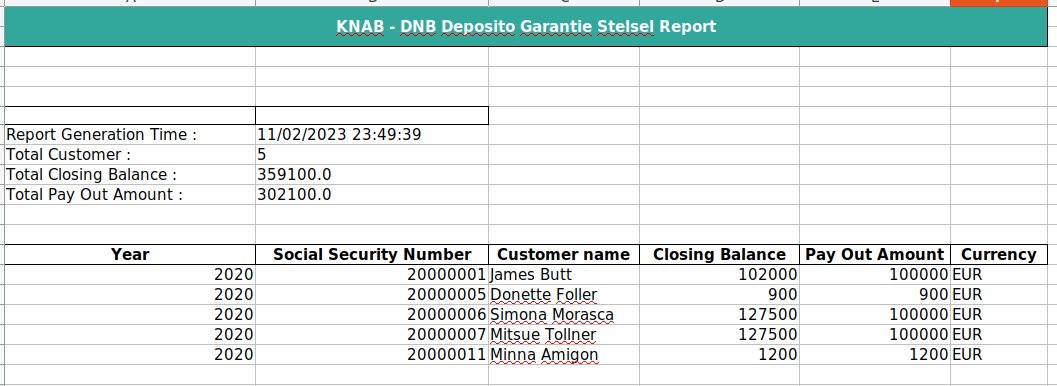 KNAB - DNB Deposito Garantie Stelsel Report
Report Generation Time : 11/02/2023 23:49:39
Total Customer : 5
Total Closing Balance : 359100.0
Total Pay Out Amount : 302100.0
Year Social Security Number Customer name Closing Balance Pay Out Amount Currency
2020 20000001 James Butt 102000 100000 EUR
2020 20000005 Donette Foller 900 900 EUR
2020 20000006 Simona Morasca 127500 100000 EUR
2020 20000007 Mitsue Tollner 127500 100000 EUR
2020 20000011 Minna Amigon 1200 1200 EUR